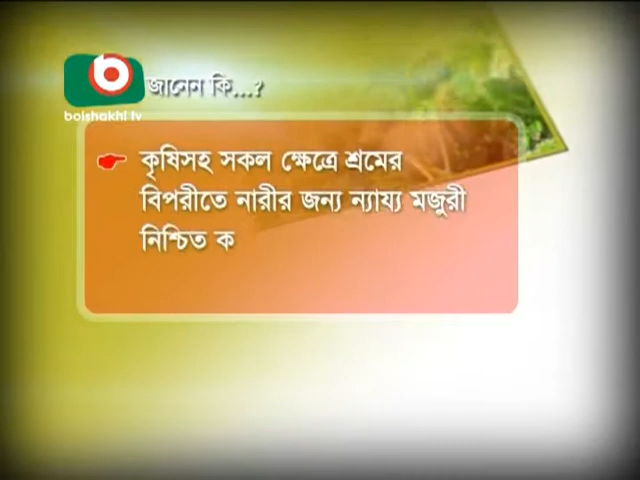 জানেন কি...?
boishakhi tv
কৃষিসহ সকল ক্ষেত্রে শ্রমের
বিপরীতে নারীর জন্য ন্যায্য মজুরী
নিশ্চিত ক